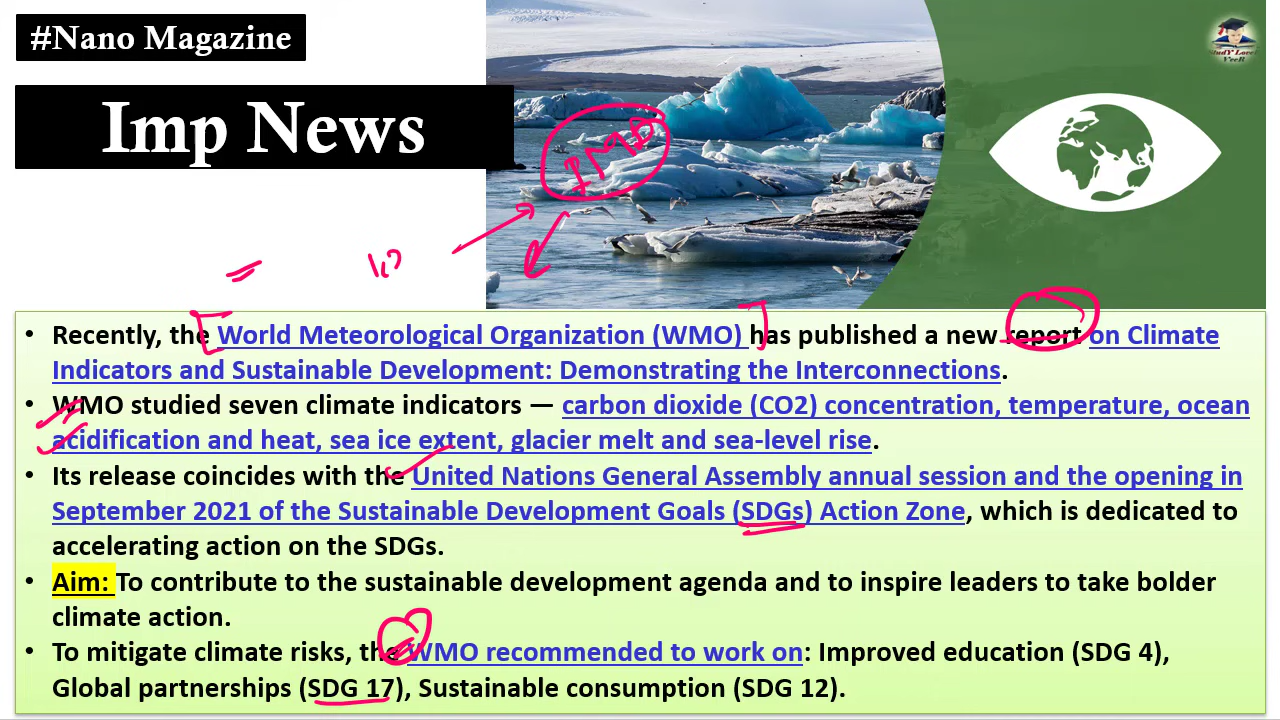 #Nano Magazine
Imp News
StudY Lover
VeeR
• Recently, the World Meteorological Organization (WMO) has published a new report on Climate
Indicators and Sustainable Development: Demonstrating the Interconnections.
• WMO studied seven climate indicators — carbon dioxide (CO2) concentration, temperature, ocean
acidification and heat, sea ice extent, glacier melt and sea-level rise.
• Its release coincides with the United Nations General Assembly annual session and the opening in
September 2021 of the Sustainable Development Goals (SDGs) Action Zone, which is dedicated to
accelerating action on the SDGs.
• Aim: To contribute to the sustainable development agenda and to inspire leaders to take bolder
climate action.
• To mitigate climate risks, the WMO recommended to work on: Improved education (SDG 4),
Global partnerships (SDG 17), Sustainable consumption (SDG 12).